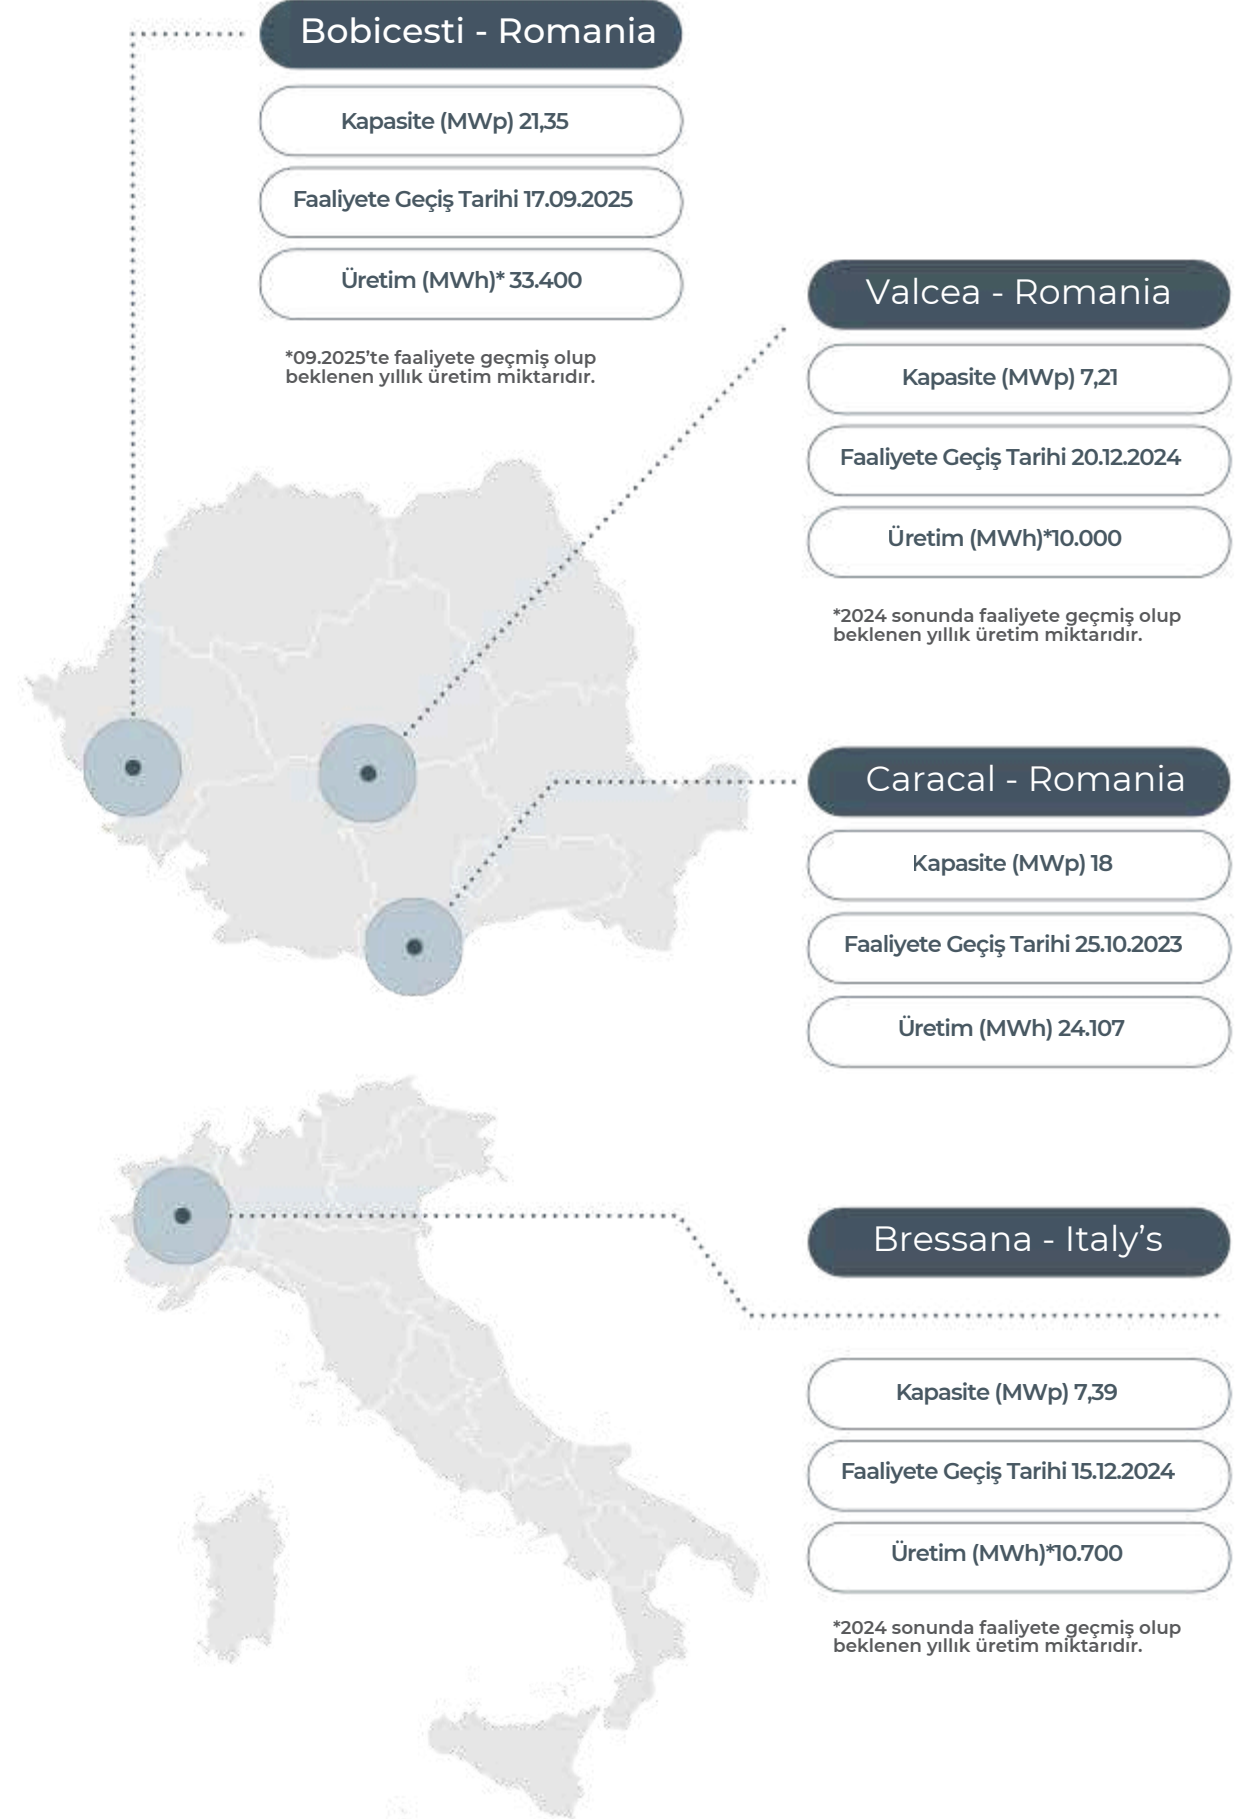 Bobicesti - Romania
Kapasite (MWp) 21,35
Faaliyete Geçiş Tarihi 17.09.2025
Üretim (MWh)* 33.400
*09.2025’te faaliyete geçmiş olup
beklenen yıllık üretim miktarıdır.
Valcea - Romania
Kapasite (MWp) 7,21
Faaliyete Geçiş Tarihi 20.12.2024
Üretim (MWh)*10.000
*2024 sonunda faaliyete geçmiş olup
beklenen yıllık üretim miktarıdır.
Caracal - Romania
Kapasite (MWp) 18
Faaliyete Geçiş Tarihi 25.10.2023
Üretim (MWh) 24.107
Bressana - Italy’s
Kapasite (MWp) 7,39
Faaliyete Geçiş Tarihi 15.12.2024
Üretim (MWh)*10.700
*2024 sonunda faaliyete geçmiş olup
beklenen yıllık üretim miktarıdır.